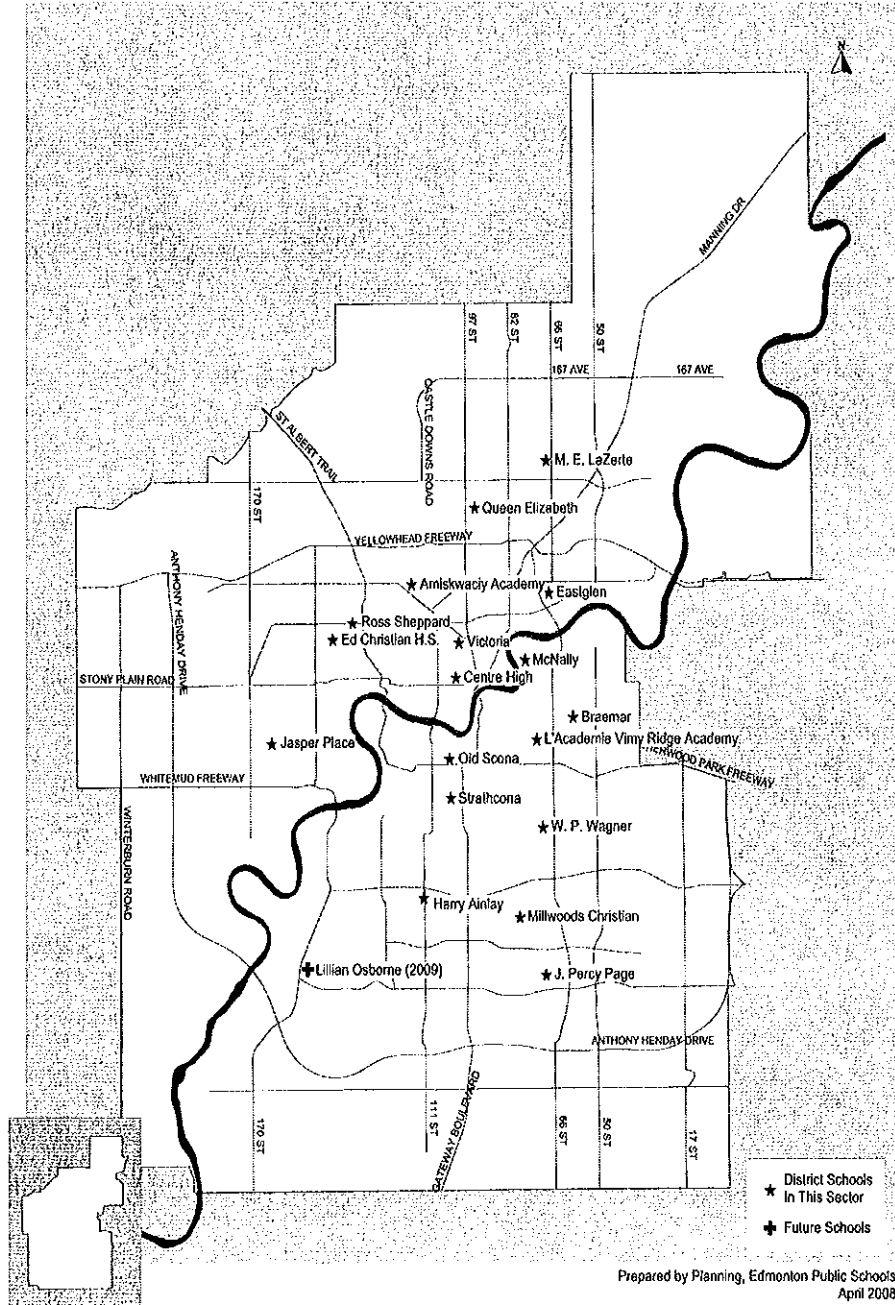 N
MANNING DR
97 ST
82 ST
66 ST
50 ST
167 AVE
167 AVE
CASTLE DOWNS ROAD
ST ALBERT TRAIL
M. E. LaZerte
170 ST
Queen Elizabeth
YELLOWHEAD FREEWAY
ANTHONY HENDAY DRIVE
Amiskwaciy Academy
Eastglen
Ross Sheppard
Ed Christian H.S.
Victoria
McNally
STONY PLAIN ROAD
Centre High
Braemar
L'Academie Vimy Ridge Academy
Jasper Place
Old Scona
ERWOOD PARK FREEWAY
WHITEMUD FREEWAY
Strathcona
WINTERBURN ROAD
W. P. Wagner
Harry Ainlay
Millwoods Christian
Lillian Osborne (2009)
J. Percy Page
ANTHONY HENDAY DRIVE
170 ST
111 ST
GATEWAY BOULEVARD
66 ST
50 ST
17 ST
District Schools
In This Sector
Future Schools
Prepared by Planning, Edmonton Public Schools